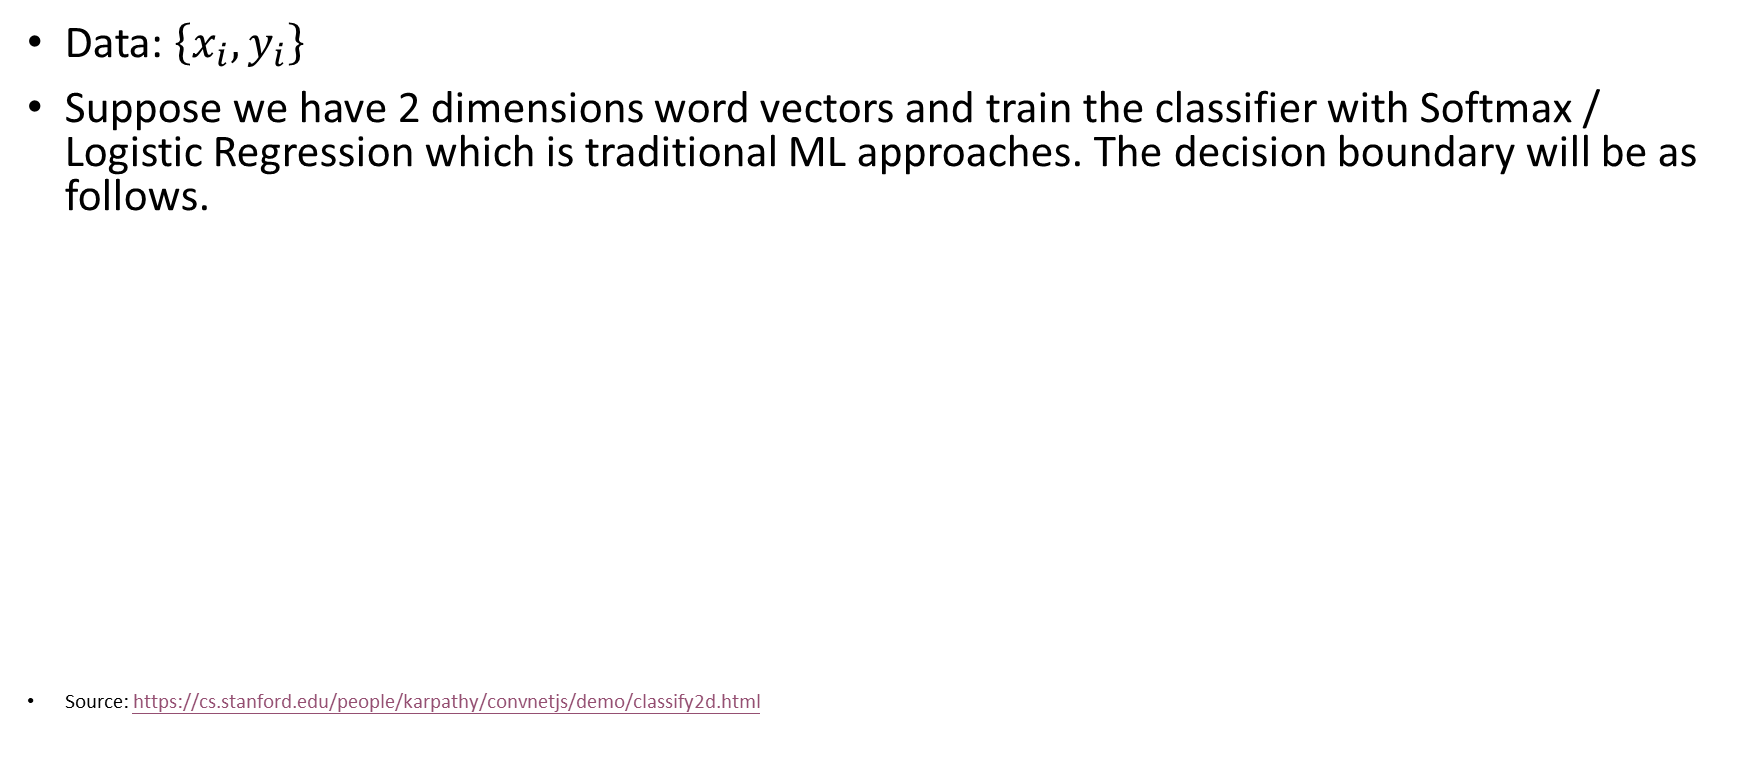 • Data: {xᵢ, yᵢ}
• Suppose we have 2 dimensions word vectors and train the classifier with Softmax /
Logistic Regression which is traditional ML approaches. The decision boundary will be as
follows.
• Source: https://cs.stanford.edu/people/karpathy/convnetjs/demo/classify2d.html